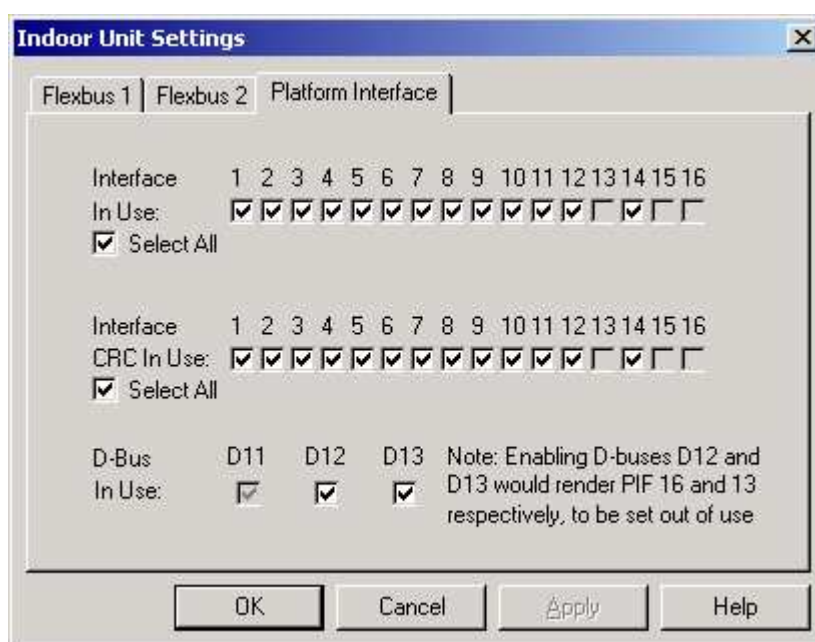 Indoor Unit Settings
Flexbus 1 Flexbus 2 Platform Interface
Interface 1 2 3 4 5 6 7 8 9 10 11 12 13 14 15 16
In Use:
Select All
Interface 1 2 3 4 5 6 7 8 9 10 11 12 13 14 15 16
CRC In Use:
Select All
D-Bus D11 D12 D13
In Use:
Note: Enabling D-buses D12 and
D13 would render PIF 16 and 13
respectively, to be set out of use
OK Cancel Apply Help